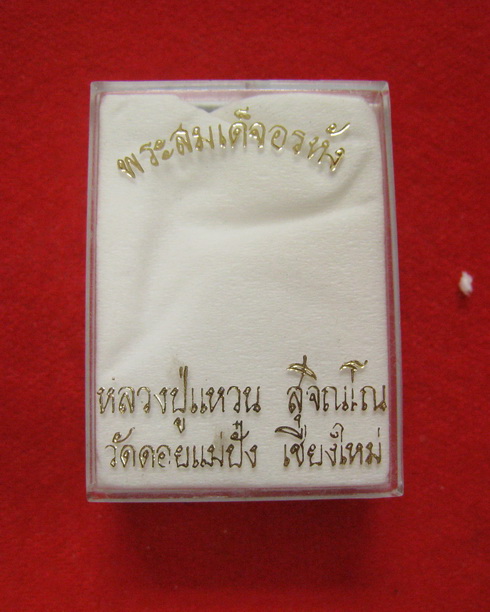 พระสมเด็จอรหัง
หลวงปู่แหวน สุจิณโณ
วัดดอยแม่ปั๋ง เชียงใหม่